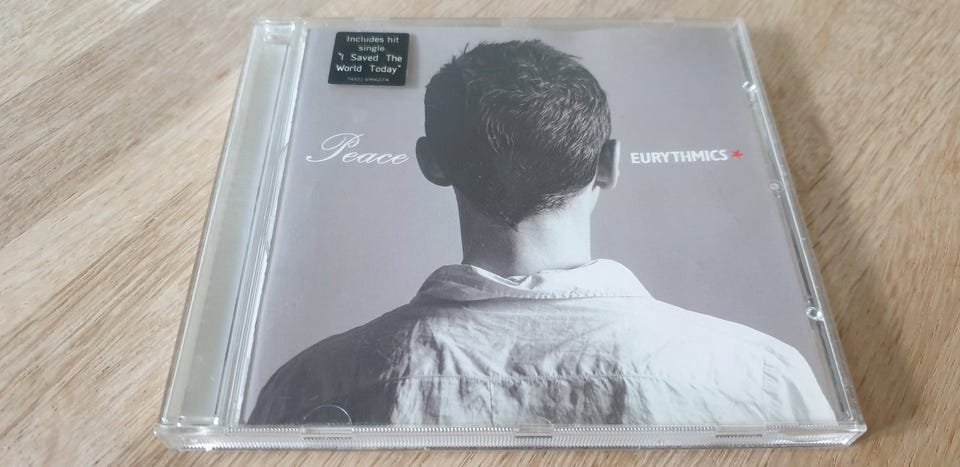 Includes hit
single
"I Saved The
World Today"
Peace
EURYTHMICS